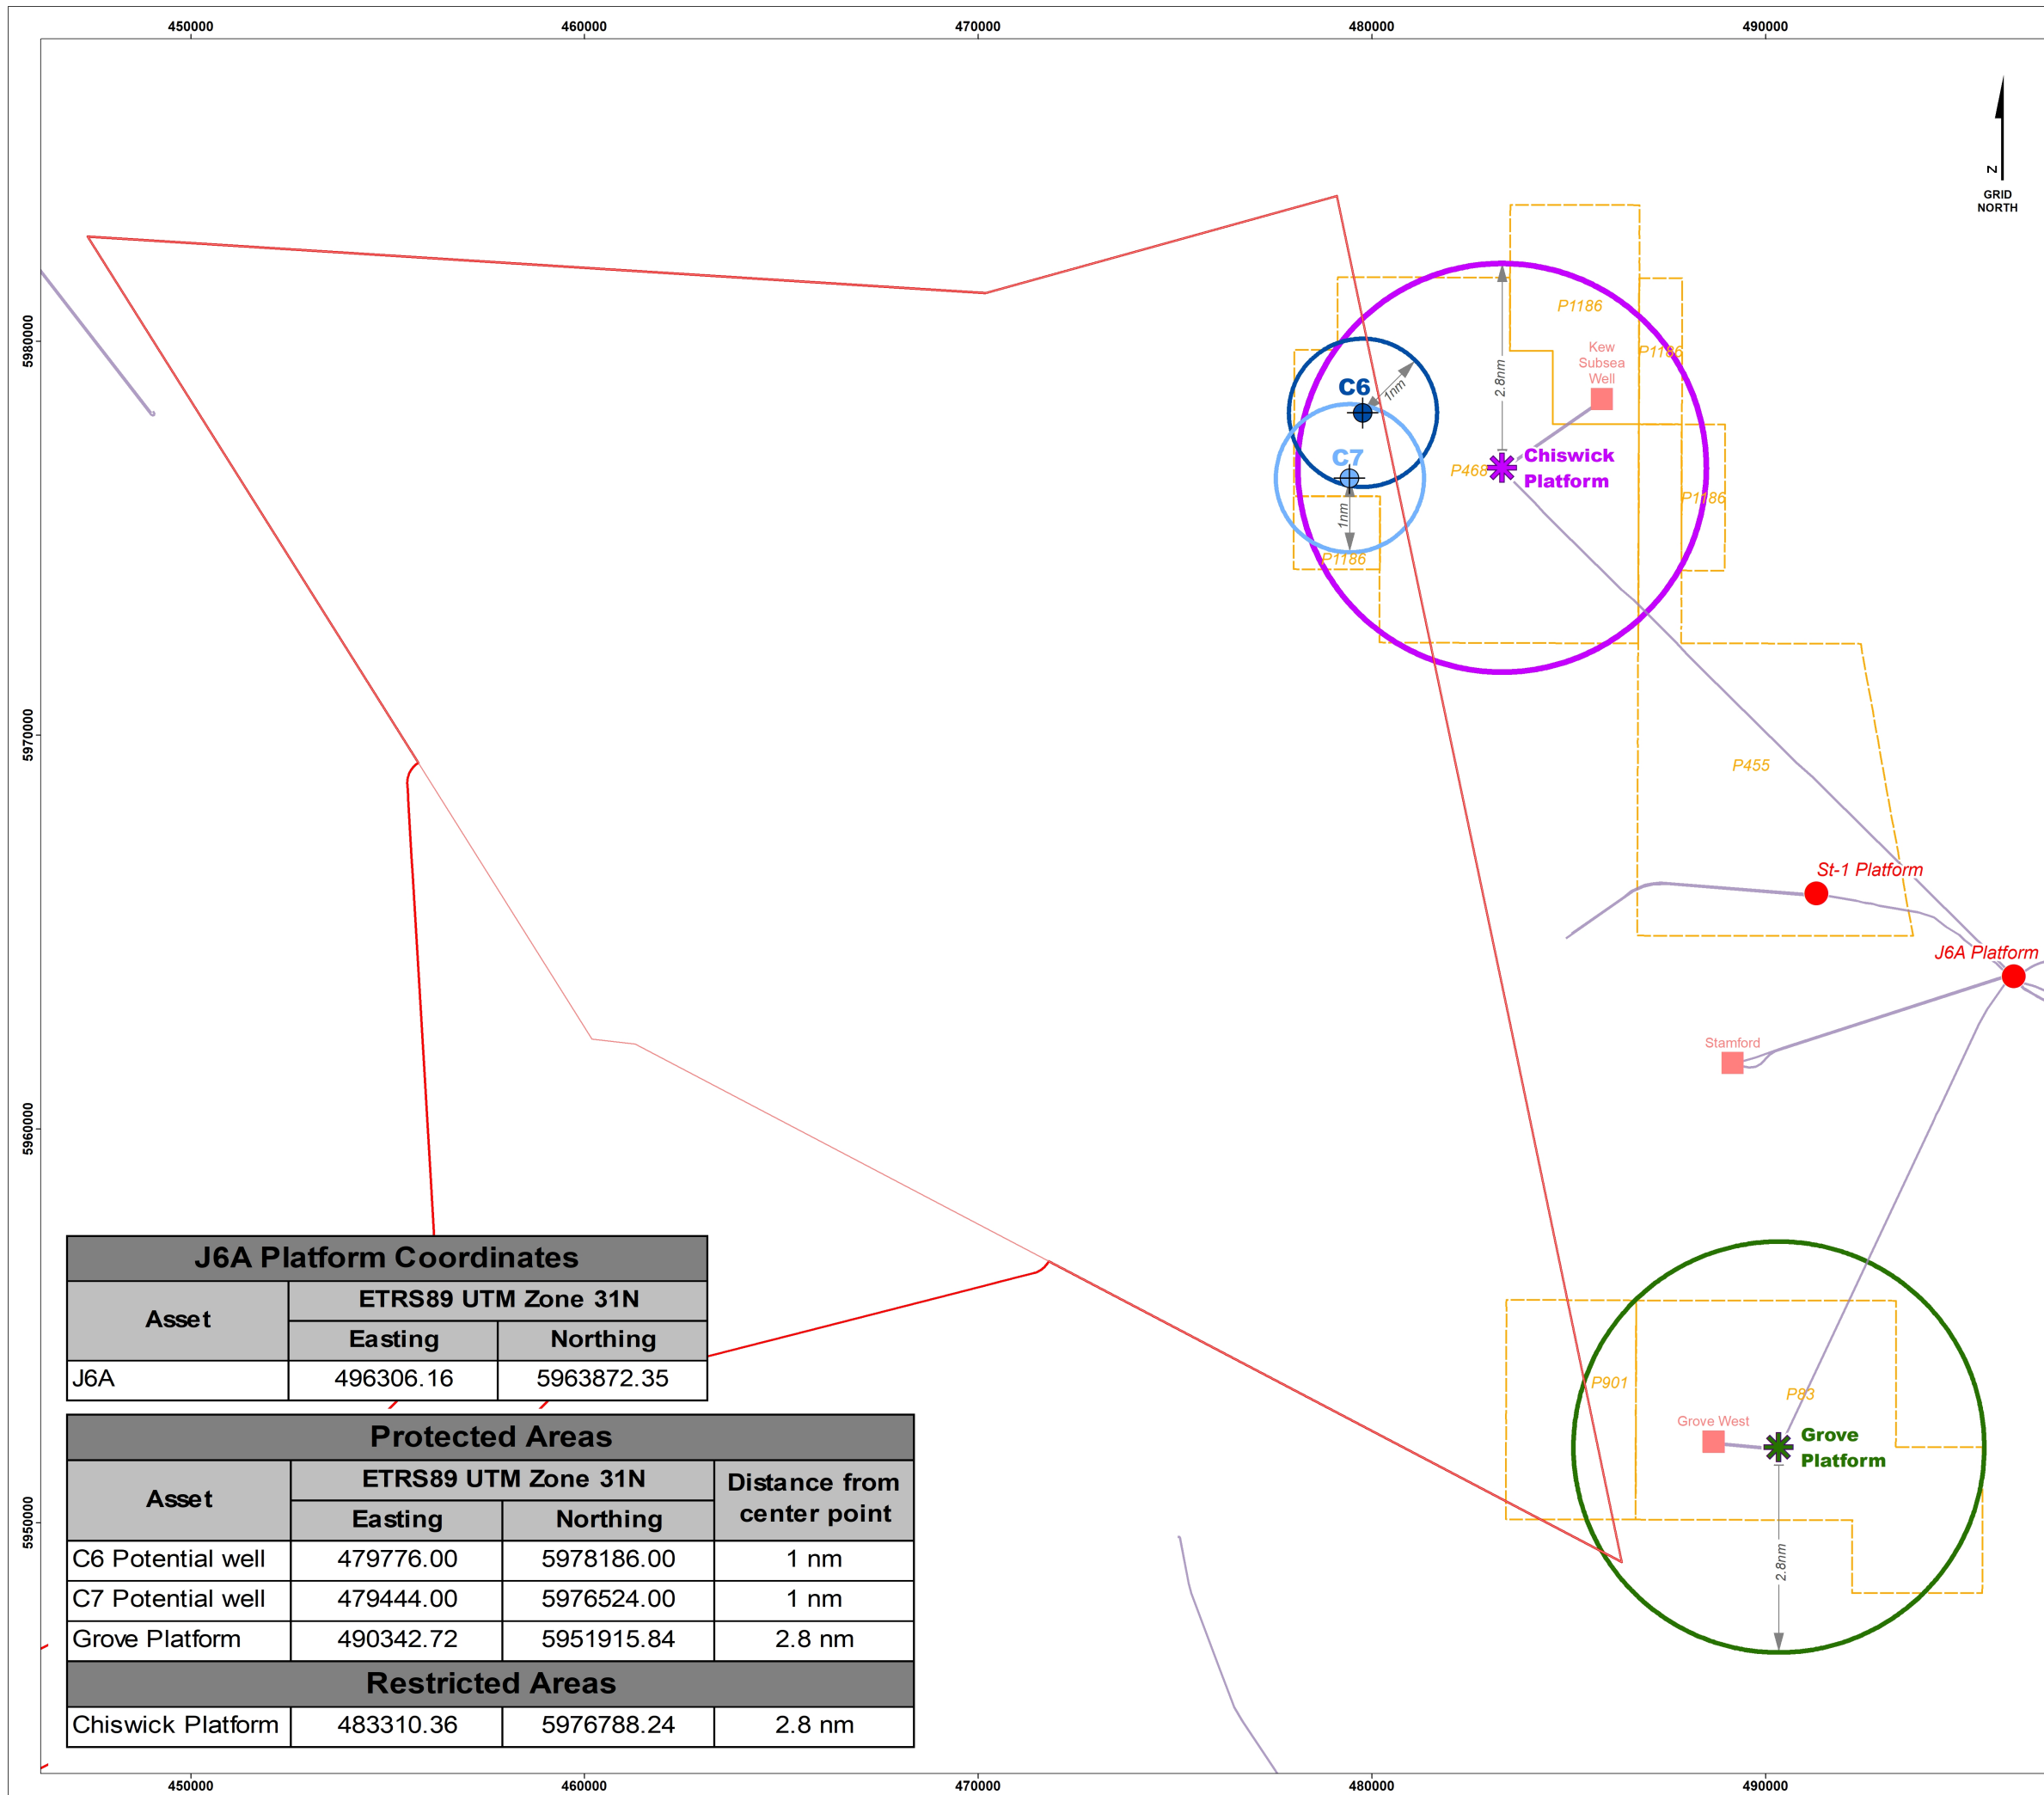 450000 460000 470000 480000 490000
Z
GRID
NORTH
5980000
5970000
5960000
5950000
P1186
P1186
Kew
Subsea
Well
2.8nm
C6
1nm
C7
1nm
P468
Chiswick
Platform
P1186
P1186
P455
St-1 Platform
J6A Platform
Stamford
P901
P83
Grove West
Grove
Platform
2.8nm
J6A Platform Coordinates
Asset
ETRS89 UTM Zone 31N
Easting Northing
J6A 496306.16 5963872.35
Protected Areas
Asset
ETRS89 UTM Zone 31N
Easting Northing
Distance from
center point
C6 Potential well 479776.00 5978186.00 1 nm
C7 Potential well 479444.00 5976524.00 1 nm
Grove Platform 490342.72 5951915.84 2.8 nm
Restricted Areas
Chiswick Platform 483310.36 5976788.24 2.8 nm
450000 460000 470000 480000 490000